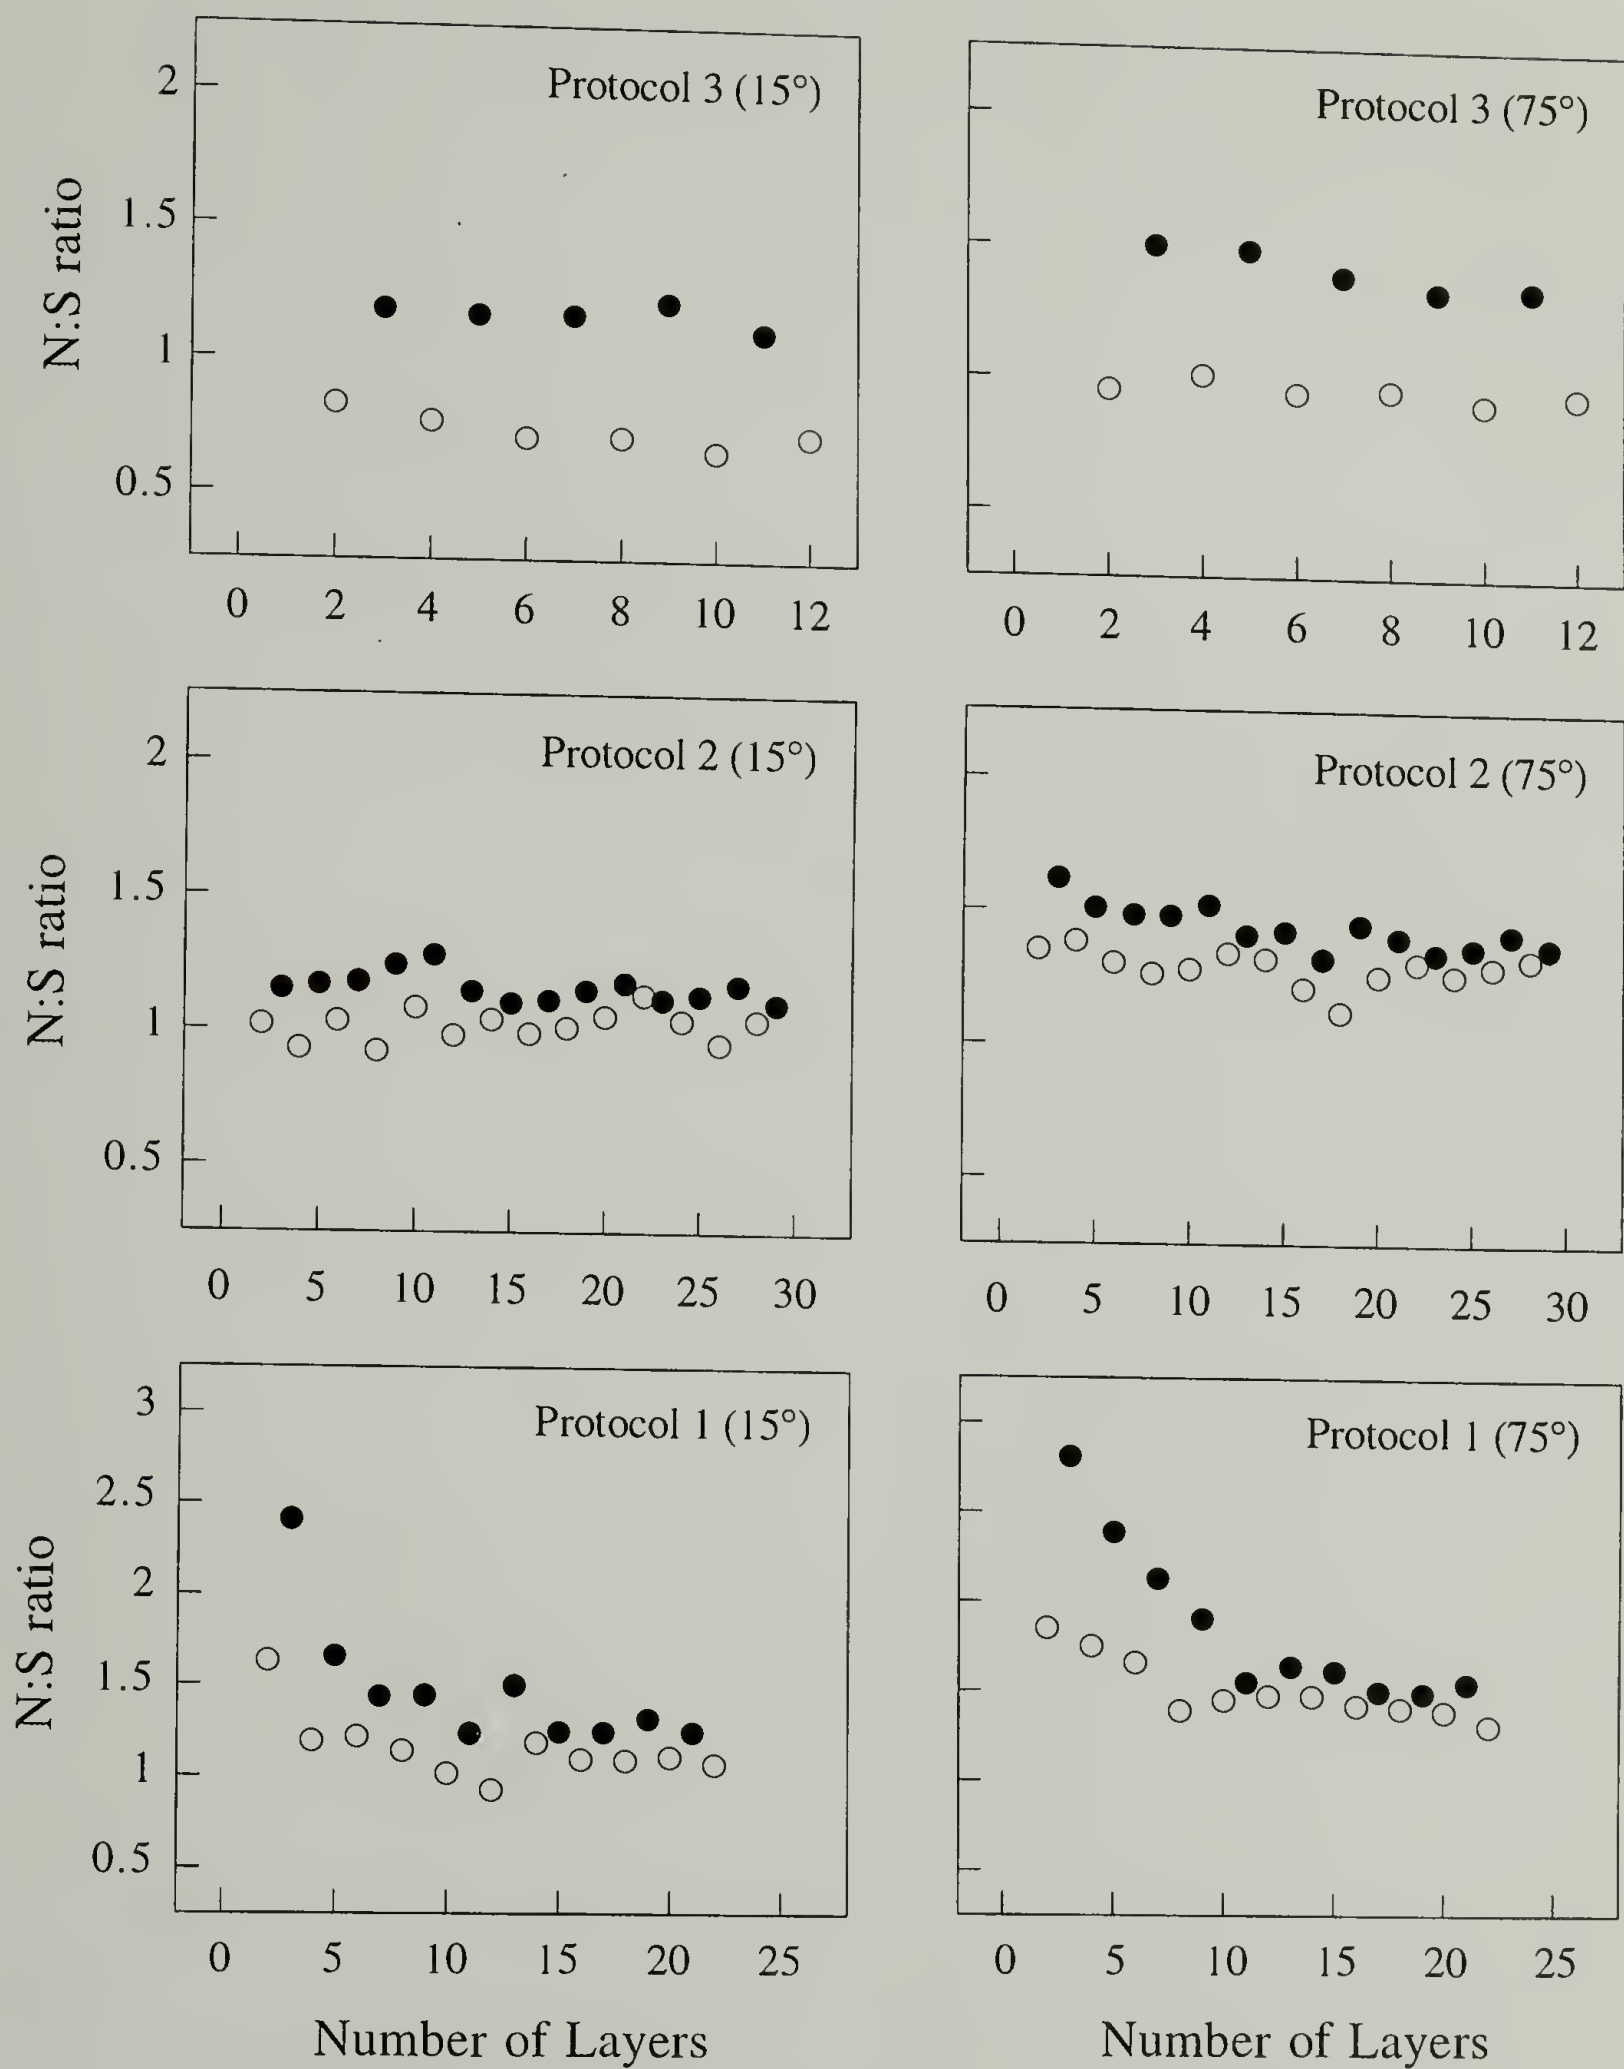 Protocol 3 (15°)
N:S ratio
2
1.5
1
0.5
0 2 4 6 8 10 12
Protocol 3 (75°)
0 2 4 6 8 10 12
Protocol 2 (15°)
N:S ratio
2
1.5
1
0.5
0 5 10 15 20 25 30
Protocol 2 (75°)
0 5 10 15 20 25 30
Protocol 1 (15°)
N:S ratio
3
2.5
2
1.5
1
0.5
0 5 10 15 20 25
Number of Layers
Protocol 1 (75°)
0 5 10 15 20 25
Number of Layers